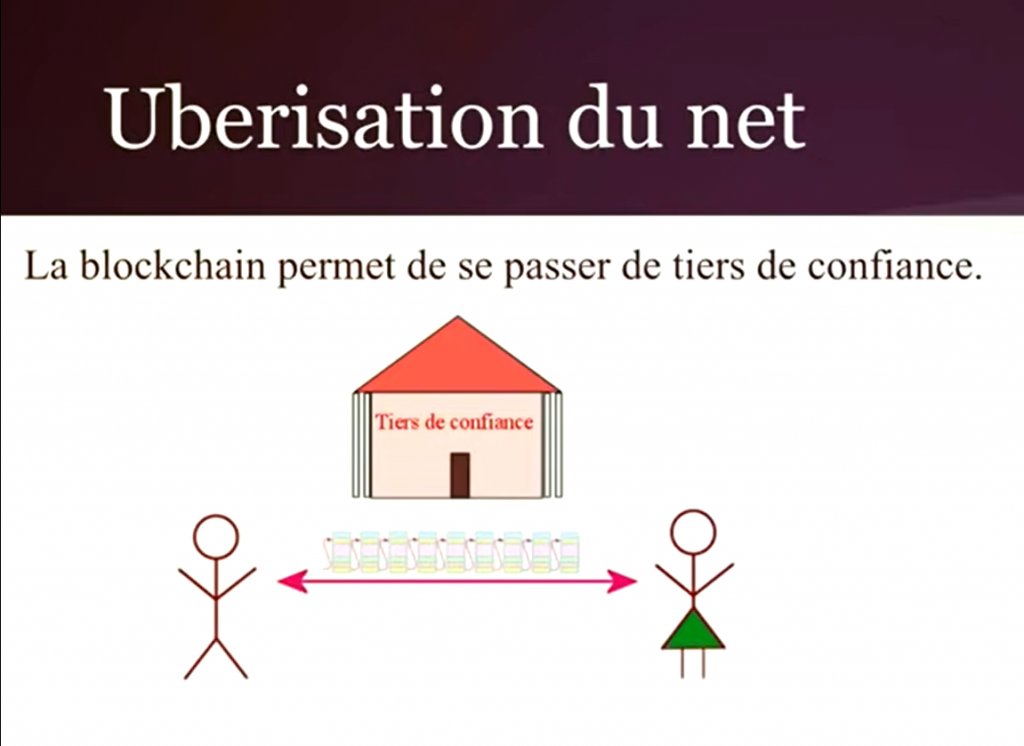 Uberisation du net
La blockchain permet de se passer de tiers de confiance.
Tiers de confiance